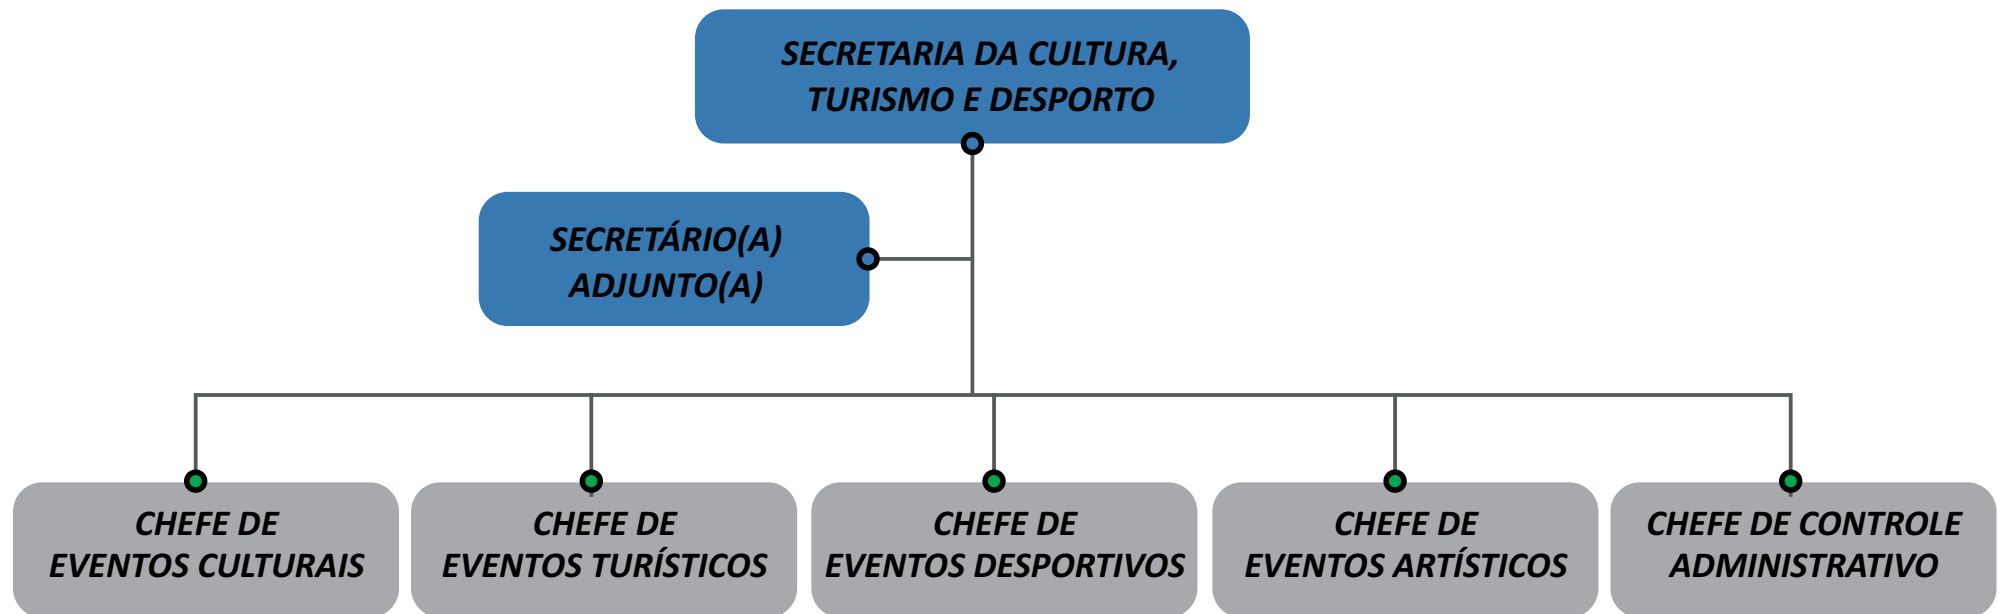 SECRETARIA DA CULTURA,
TURISMO E DESPORTO
SECRETÁRIO(A)
ADJUNTO(A)
CHEFE DE
EVENTOS CULTURAIS
CHEFE DE
EVENTOS TURÍSTICOS
CHEFE DE
EVENTOS DESPORTIVOS
CHEFE DE
EVENTOS ARTÍSTICOS
CHEFE DE CONTROLE
ADMINISTRATIVO